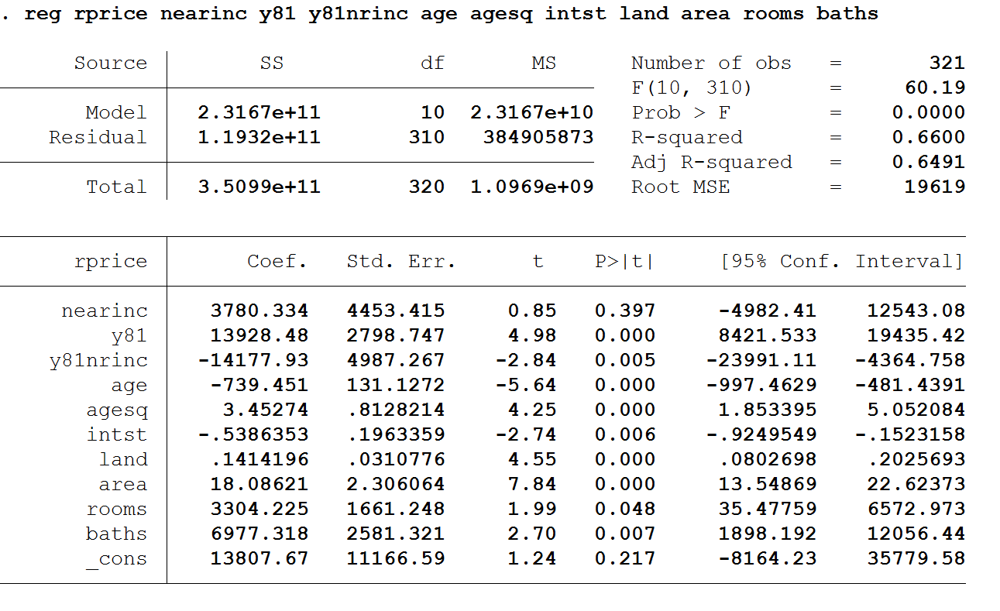 . reg rprice nearinc y81 y81nrinc age agesq intst land area rooms baths
Source SS df MS Number of obs = 321
F(10, 310) = 60.19
Model 2.3167e+11 10 2.3167e+10 Prob > F = 0.0000
Residual 1.1932e+11 310 384905873 R-squared = 0.6600
Adj R-squared = 0.6491
Total 3.5099e+11 320 1.0969e+09 Root MSE = 19619
rprice Coef. Std. Err. t P>|t| [95% Conf. Interval]
nearinc 3780.334 4453.415 0.85 0.397 -4982.41 12543.08
y81 13928.48 2798.747 4.98 0.000 8421.533 19435.42
y81nrinc -14177.93 4987.267 -2.84 0.005 -23991.11 -4364.758
age -739.451 131.1272 -5.64 0.000 -997.4629 -481.4391
agesq 3.45274 .8128214 4.25 0.000 1.853395 5.052084
intst -.5386353 .1963359 -2.74 0.006 -.9249549 -.1523158
land .1414196 .0310776 4.55 0.000 .0802698 .2025693
area 18.08621 2.306064 7.84 0.000 13.54869 22.62373
rooms 3304.225 1661.248 1.99 0.048 35.47759 6572.973
baths 6977.318 2581.321 2.70 0.007 1898.192 12056.44
_cons 13807.67 11166.59 1.24 0.217 -8164.23 35779.58